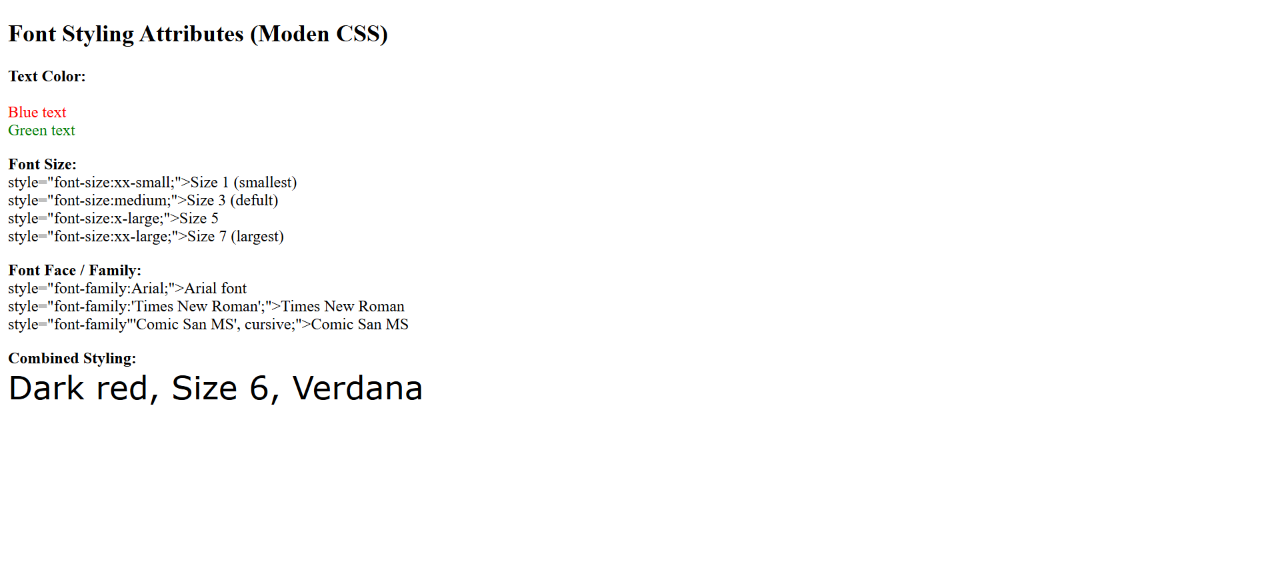 Font Styling Attributes (Moden CSS)
Text Color:
Blue text
Green text
Font Size:
style="font-size:xx-small;">Size 1 (smallest)
style="font-size:medium;">Size 3 (defult)
style="font-size:x-large;">Size 5
style="font-size:xx-large;">Size 7 (largest)
Font Face / Family:
style="font-family:Arial;">Arial font
style="font-family:'Times New Roman';">Times New Roman
style="font-family"'Comic San MS', cursive;">Comic San MS
Combined Styling:
Dark red, Size 6, Verdana